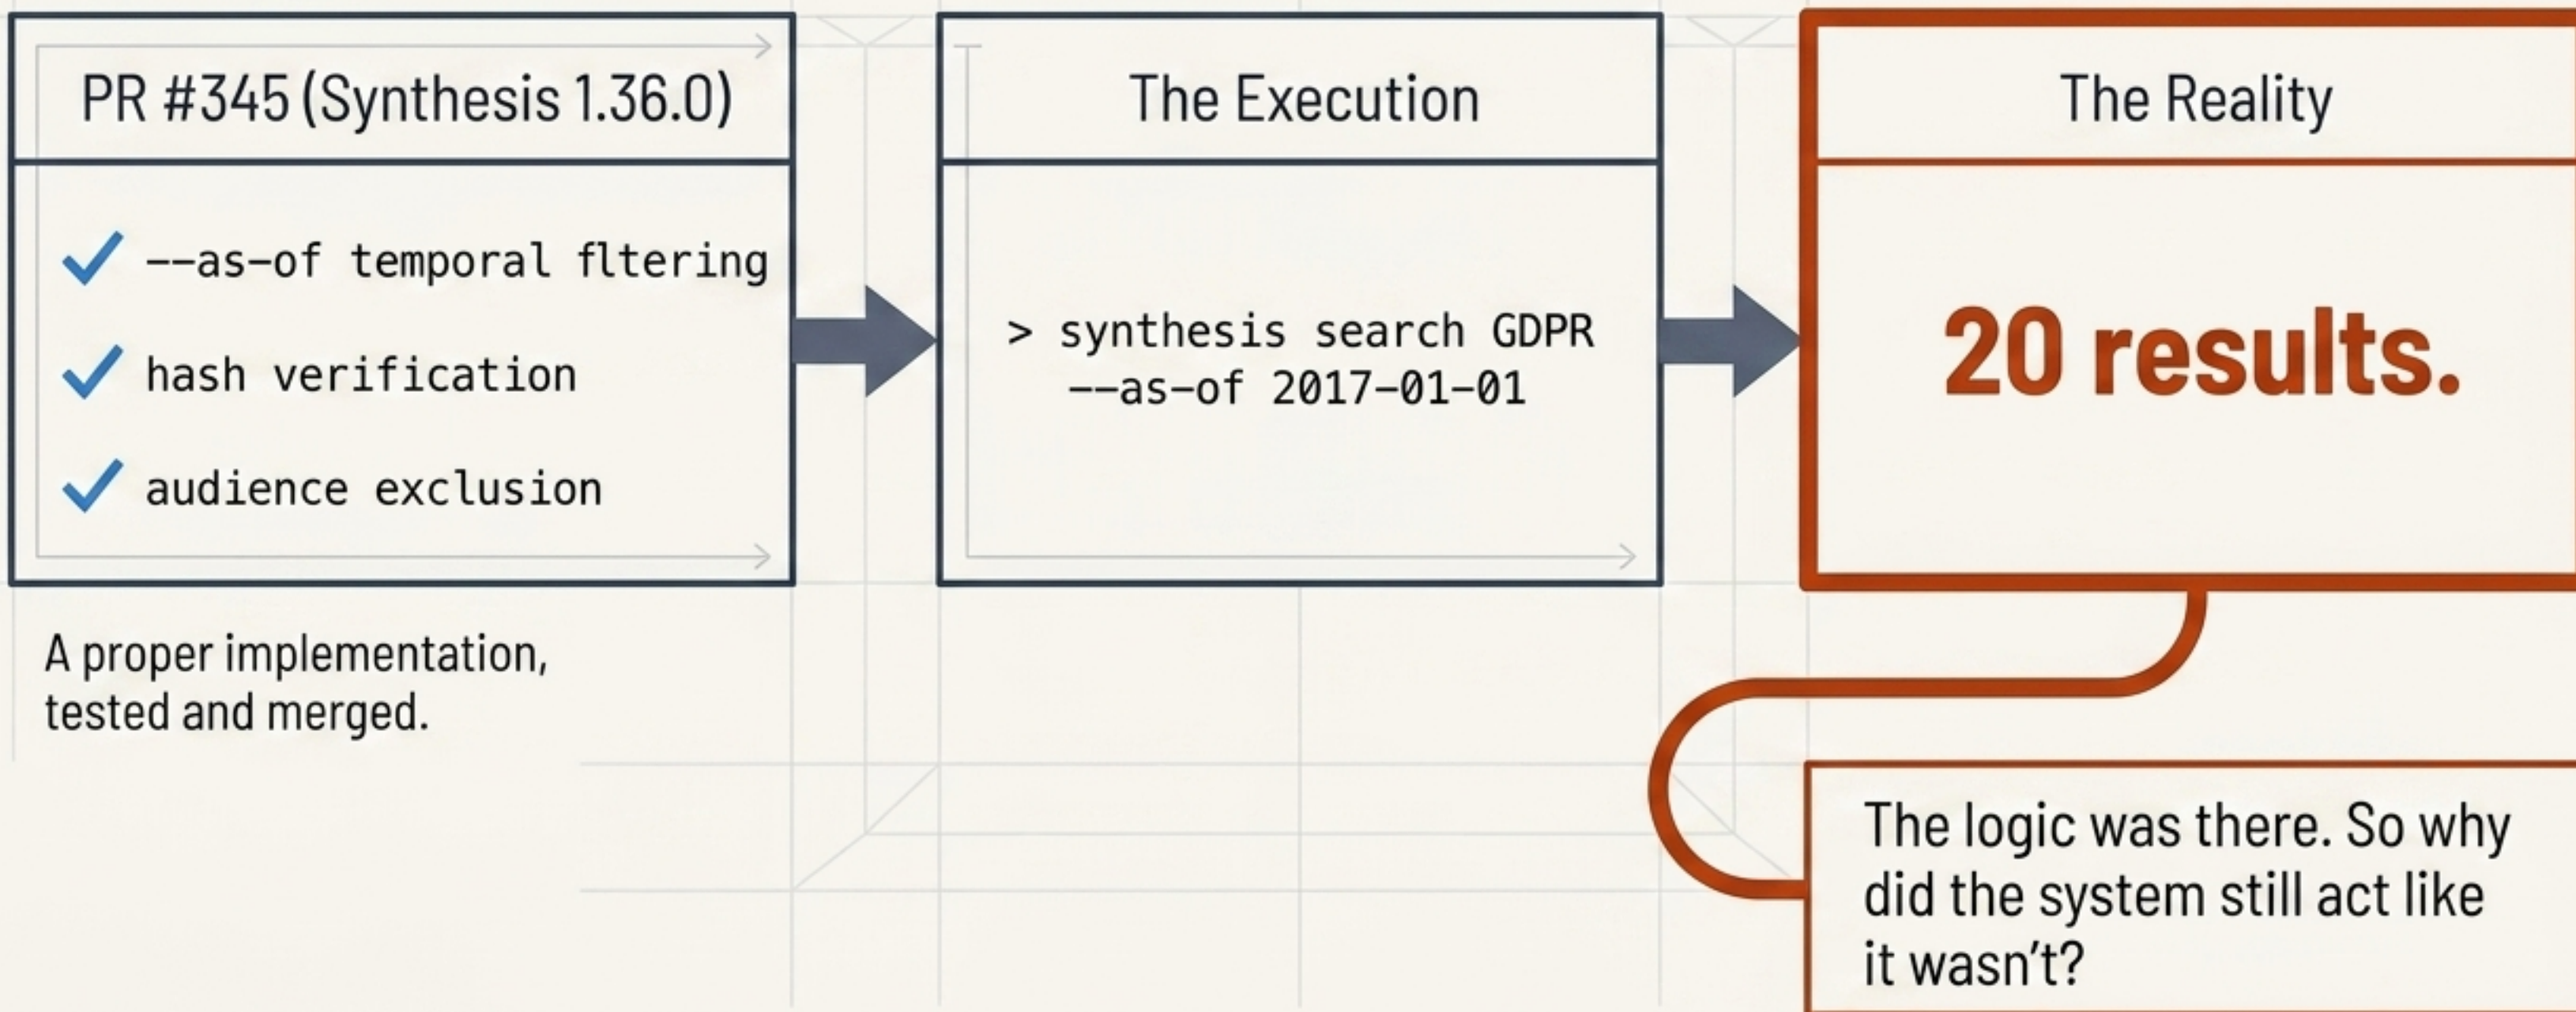 PR #345 (Synthesis 1.36.0)
--as-of temporal fltering
hash verification
audience exclusion
A proper implementation,
tested and merged.
The Execution
> synthesis search GDPR
--as-of 2017-01-01
The Reality
20 results.
The logic was there. So why
did the system still act like
it wasn’t?